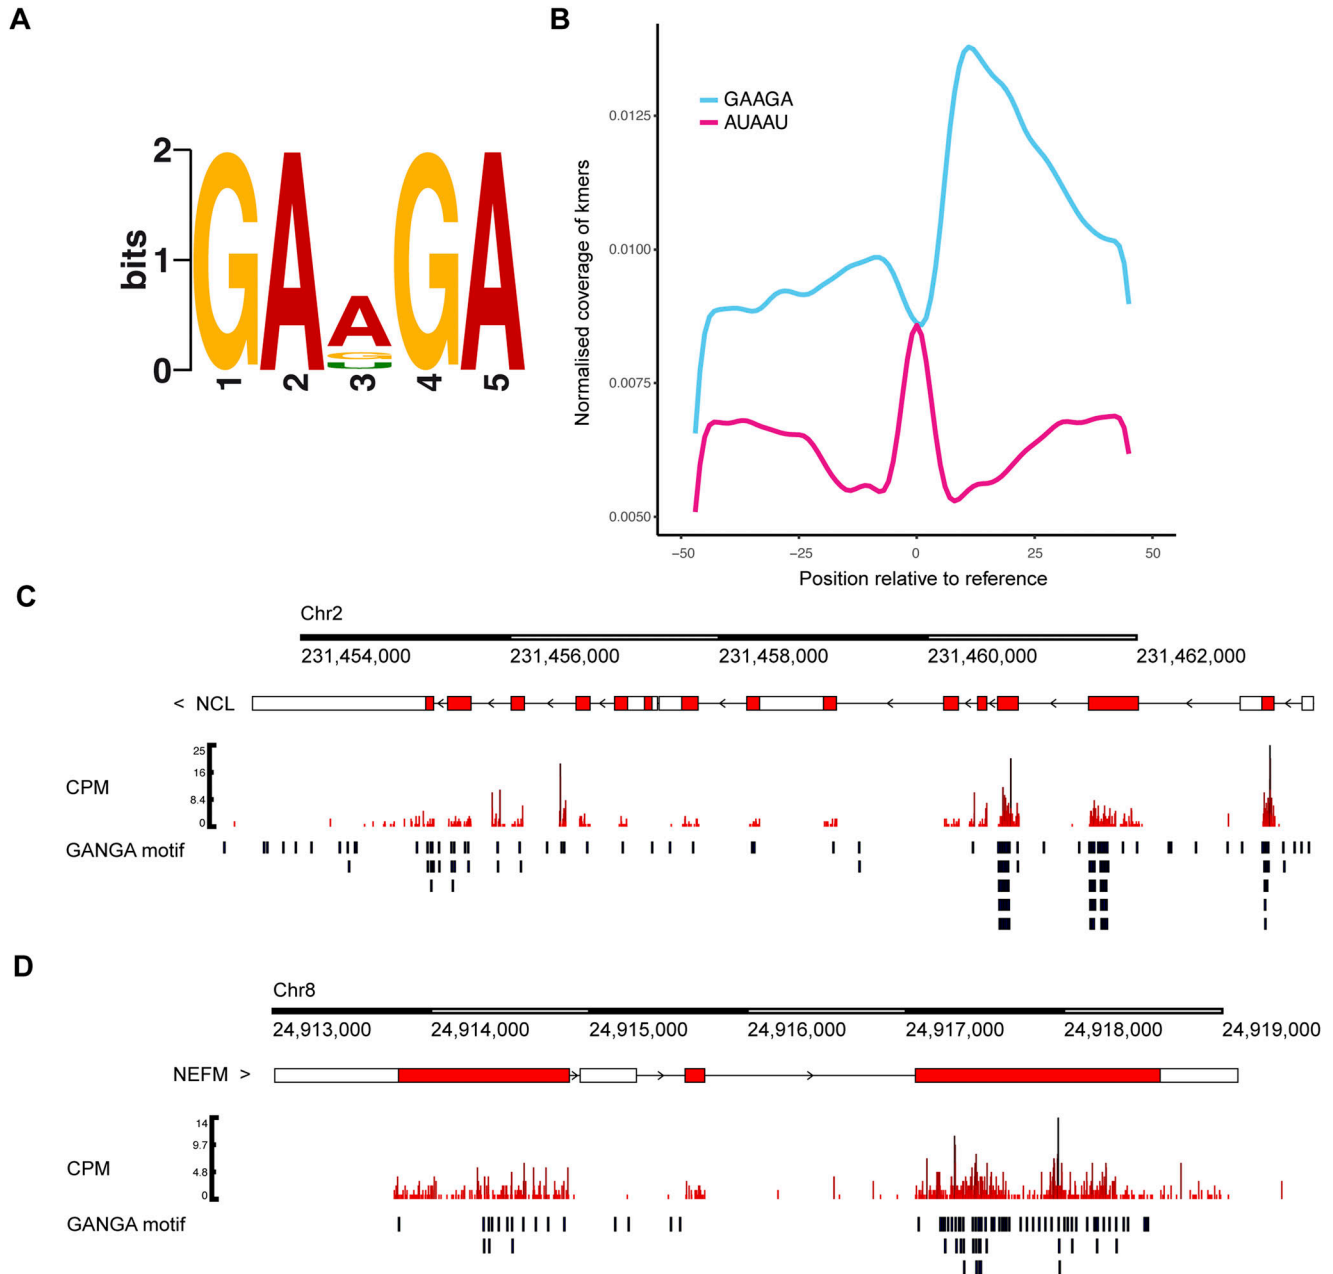 A
B
2
1
0
bits
GAAGA
G
U
1
2
3
4
5
GAAGA
AUAAU
0.0125
0.0100
0.0075
0.0050
Normalised coverage of kmers
−50
−25
0
25
50
Position relative to reference
C
Chr2
231,454,000
231,456,000
231,458,000
231,460,000
231,462,000
< NCL
CPM
25
16
8.4
0
GANGA motif
D
Chr8
24,913,000
24,914,000
24,915,000
24,916,000
24,917,000
24,918,000
24,919,000
NEFM >
CPM
14
9.7
4.8
0
GANGA motif